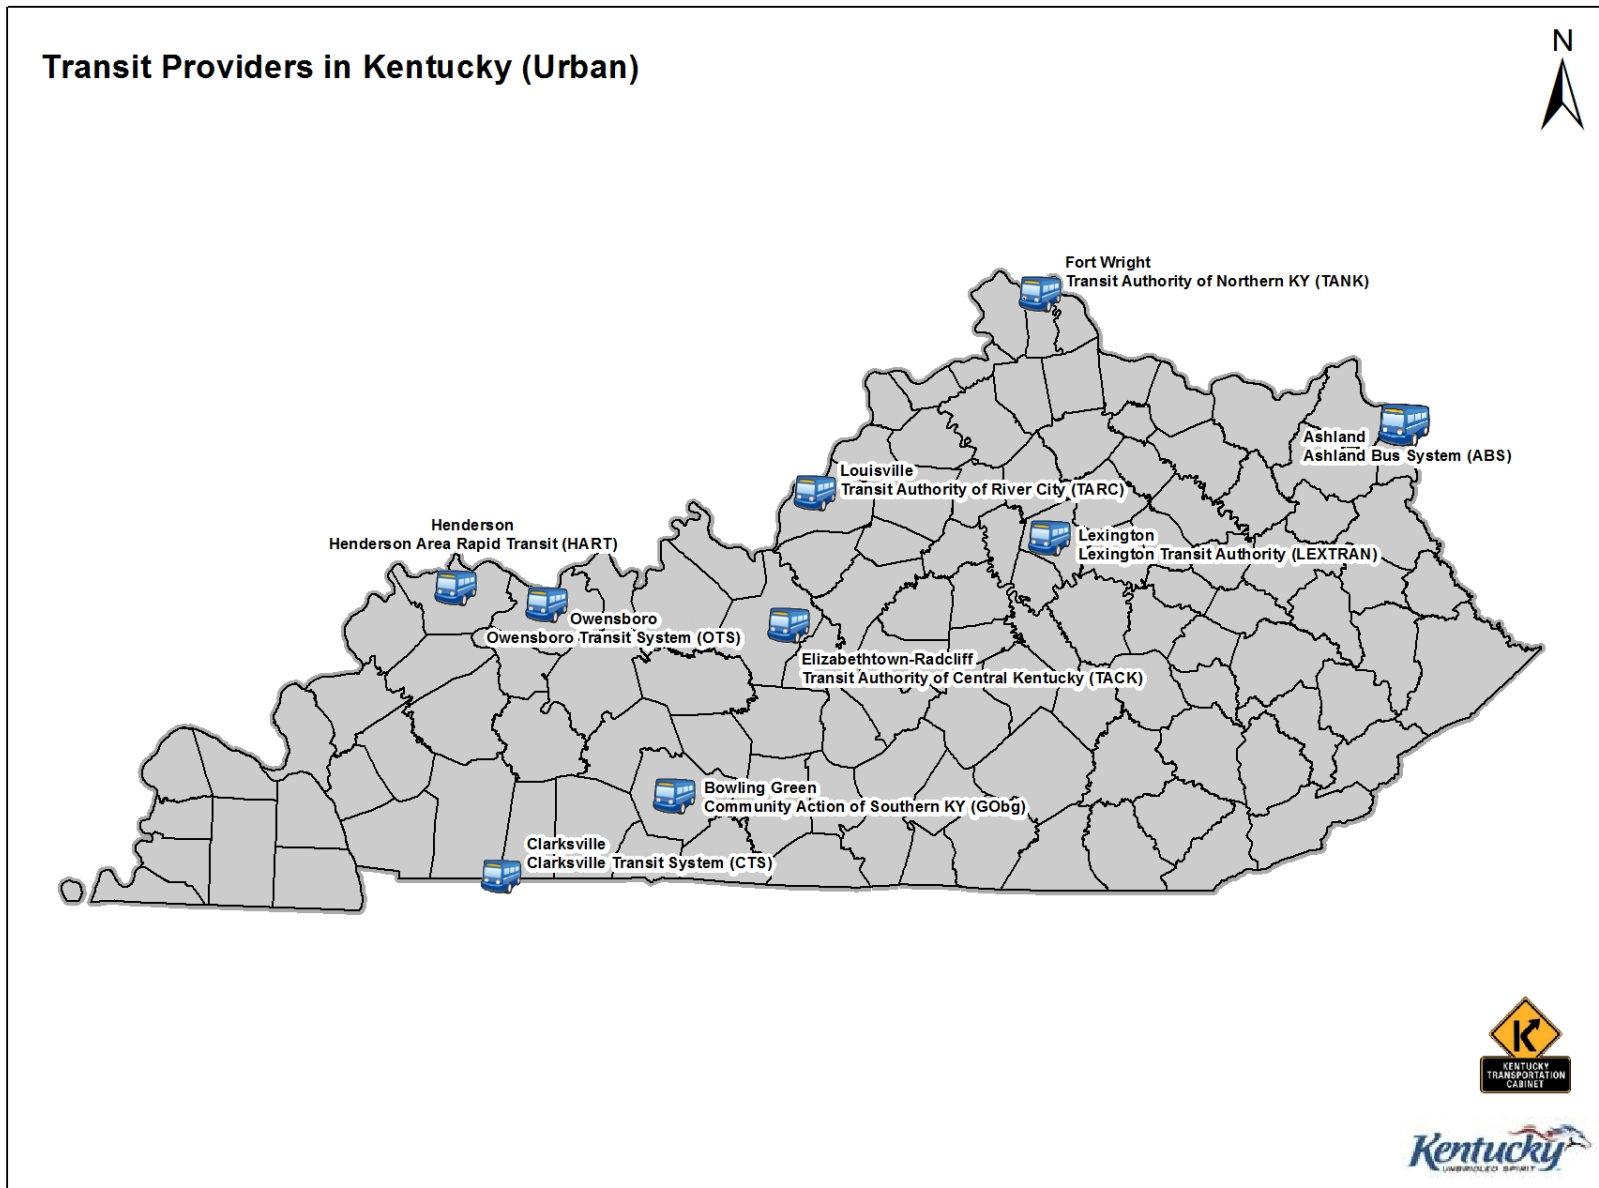 Transit Providers in Kentucky (Urban)
N
Fort Wright
Transit Authority of Northern KY (TANK)
Ashland
Ashland Bus System (ABS)
Louisville
Transit Authority of River City (TARC)
Henderson
Henderson Area Rapid Transit (HART)
Lexington
Lexington Transit Authority (LEXTRAN)
Owensboro
Owensboro Transit System (OTS)
Elizabethtown-Radcliff
Transit Authority of Central Kentucky (TACK)
Bowling Green
Community Action of Southern KY (GObg)
Clarksville
Clarksville Transit System (CTS)
K
KENTUCKY
TRANSPORTATION
CABINET
Kentucky
UNBRIDLED SPIRIT